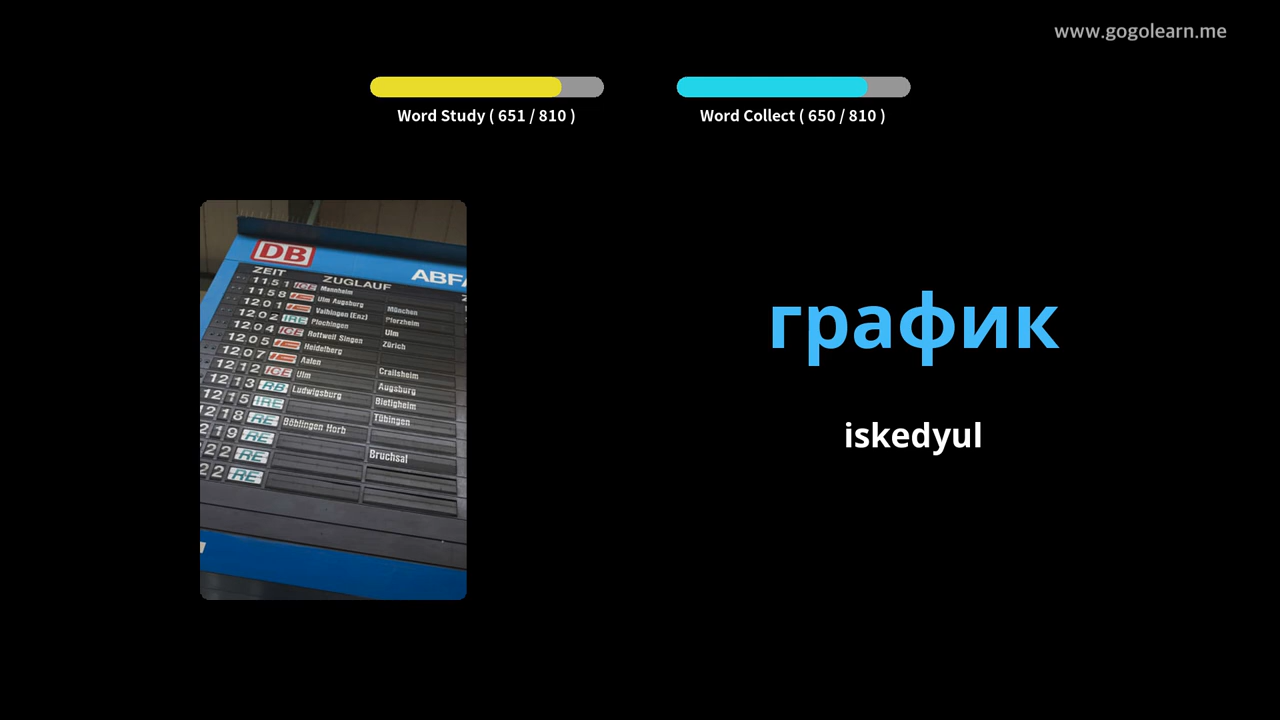 www.gogolearn.me
Word Study ( 651 / 810 )
Word Collect ( 650 / 810 )
DB
ABFA
ZEIT ZUGLAUF
1151 ICE Mannheim
1158 Ulm Augsburg München
1201 Vaihingen (Enz) Pforzheim
1202 IRE Plochingen Ulm
1204 ICE Rottweil Singen Zürich
1205 Heidelberg
1207 Aalen Crailsheim
1212 ICE Ulm Augsburg
1213 RB Ludwigsburg Bietigheim
1215 IRE Tübingen
1218 RE Böblingen Horb
219 RE Bruchsal
22 RE
22 RE
график
iskedyul